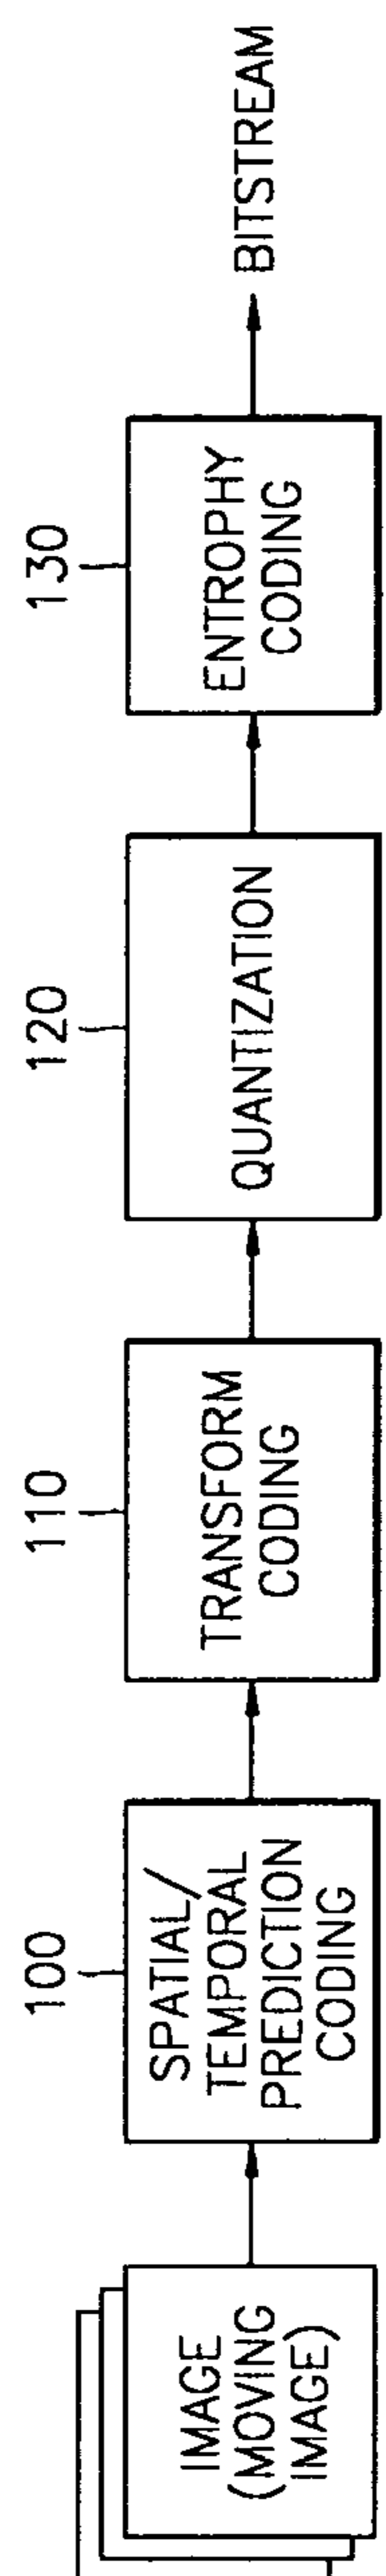 100
110
120
130
IMAGE
(MOVING
IMAGE)
SPATIAL/
TEMPORAL
PREDICTION
CODING
TRANSFORM
CODING
QUANTIZATION
ENTROPHY
CODING
BITSTREAM